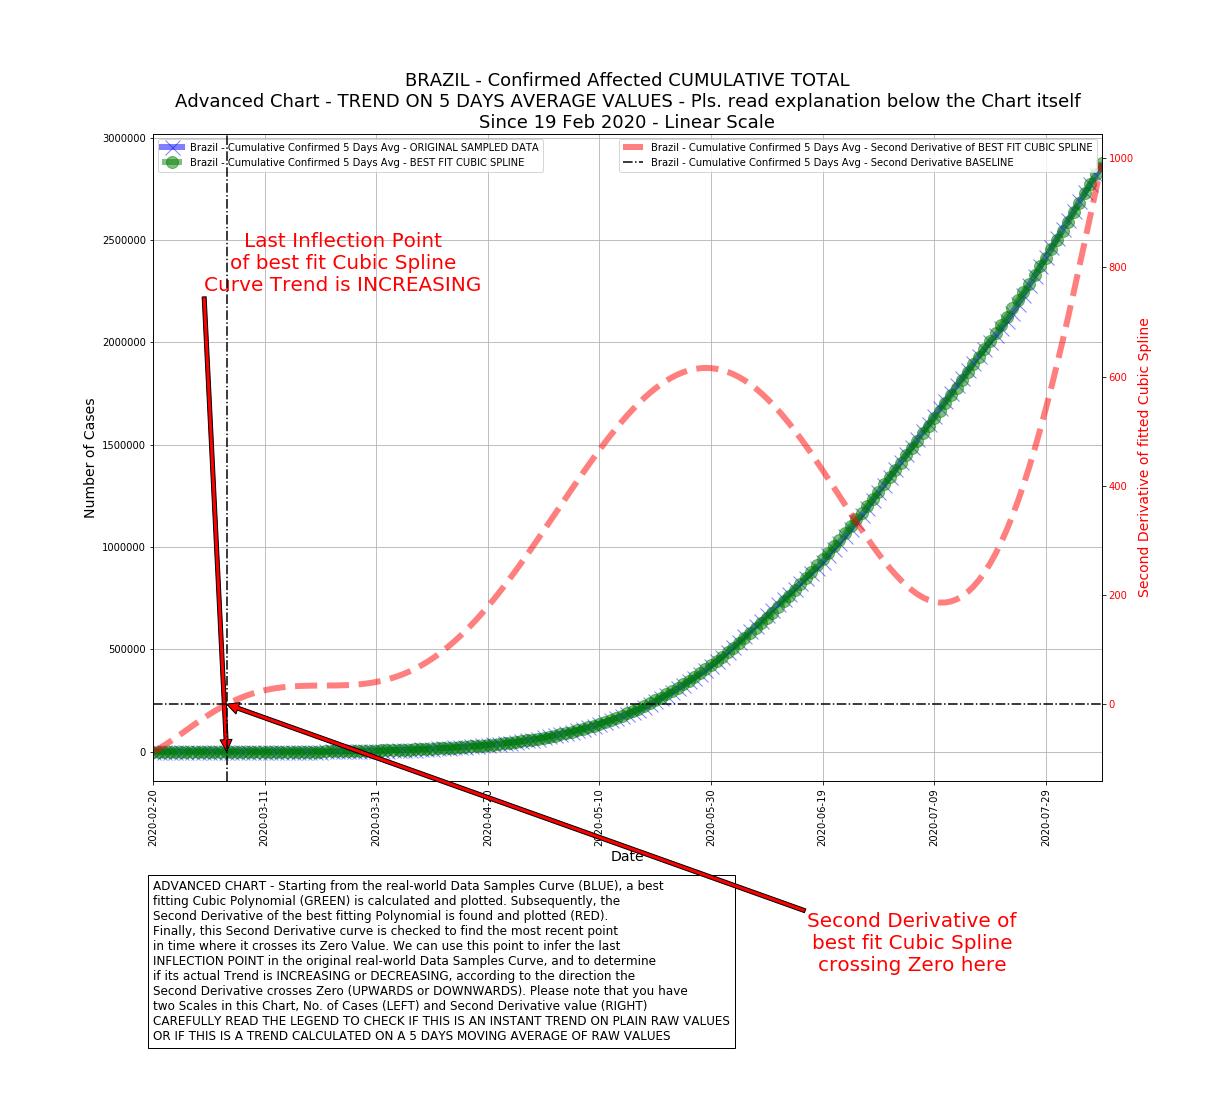 BRAZIL - Confirmed Affected CUMULATIVE TOTAL
Advanced Chart - TREND ON 5 DAYS AVERAGE VALUES - Pls. read explanation below the Chart itself
Since 19 Feb 2020 - Linear Scale
Brazil - Cumulative Confirmed 5 Days Avg - ORIGINAL SAMPLED DATA
Brazil - Cumulative Confirmed 5 Days Avg - BEST FIT CUBIC SPLINE
Brazil - Cumulative Confirmed 5 Days Avg - Second Derivative of BEST FIT CUBIC SPLINE
Brazil - Cumulative Confirmed 5 Days Avg - Second Derivative BASELINE
Last Inflection Point
of best fit Cubic Spline
Curve Trend is INCREASING
Number of Cases
3000000
2500000
2000000
1500000
1000000
500000
0
1000
800
600
400
200
0
Second Derivative of fitted Cubic Spline
2020-02-20
2020-03-11
2020-03-31
2020-04-20
2020-05-10
2020-05-30
2020-06-19
2020-07-09
2020-07-29
Date
Second Derivative of
best fit Cubic Spline
crossing Zero here
ADVANCED CHART - Starting from the real-world Data Samples Curve (BLUE), a best
fitting Cubic Polynomial (GREEN) is calculated and plotted. Subsequently, the
Second Derivative of the best fitting Polynomial is found and plotted (RED).
Finally, this Second Derivative curve is checked to find the most recent point
in time where it crosses its Zero Value. We can use this point to infer the last
INFLECTION POINT in the original real-world Data Samples Curve, and to determine
if its actual Trend is INCREASING or DECREASING, according to the direction the
Second Derivative crosses Zero (UPWARDS or DOWNWARDS). Please note that you have
two Scales in this Chart, No. of Cases (LEFT) and Second Derivative value (RIGHT)
CAREFULLY READ THE LEGEND TO CHECK IF THIS IS AN INSTANT TREND ON PLAIN RAW VALUES
OR IF THIS IS A TREND CALCULATED ON A 5 DAYS MOVING AVERAGE OF RAW VALUES